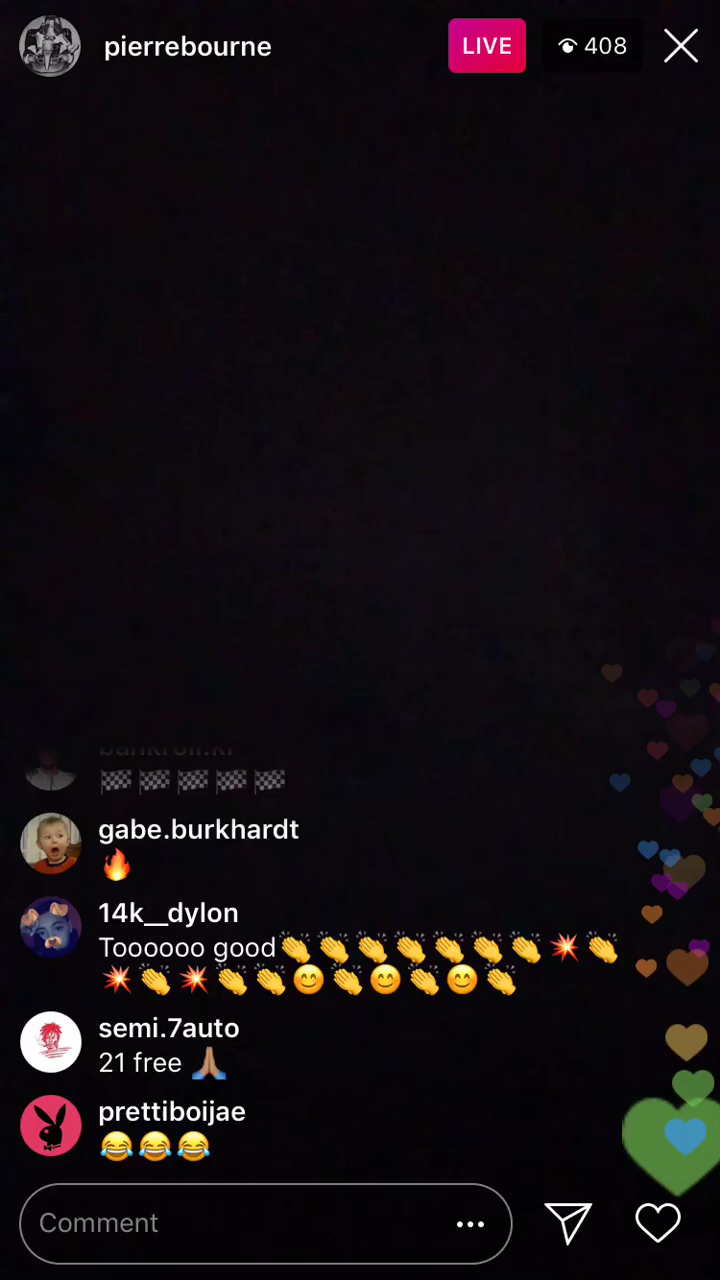 pierrebourne
LIVE
408
🏁🏁🏁🏁🏁
gabe.burkhardt
🔥
14k__dylon
Toooooo good👏👏👏👏👏👏👏💥👏
💥👏💥👏👏😊👏😊👏😊👏
semi.7auto
21 free 🙏🏽
prettiboijae
😂😂😂
Comment